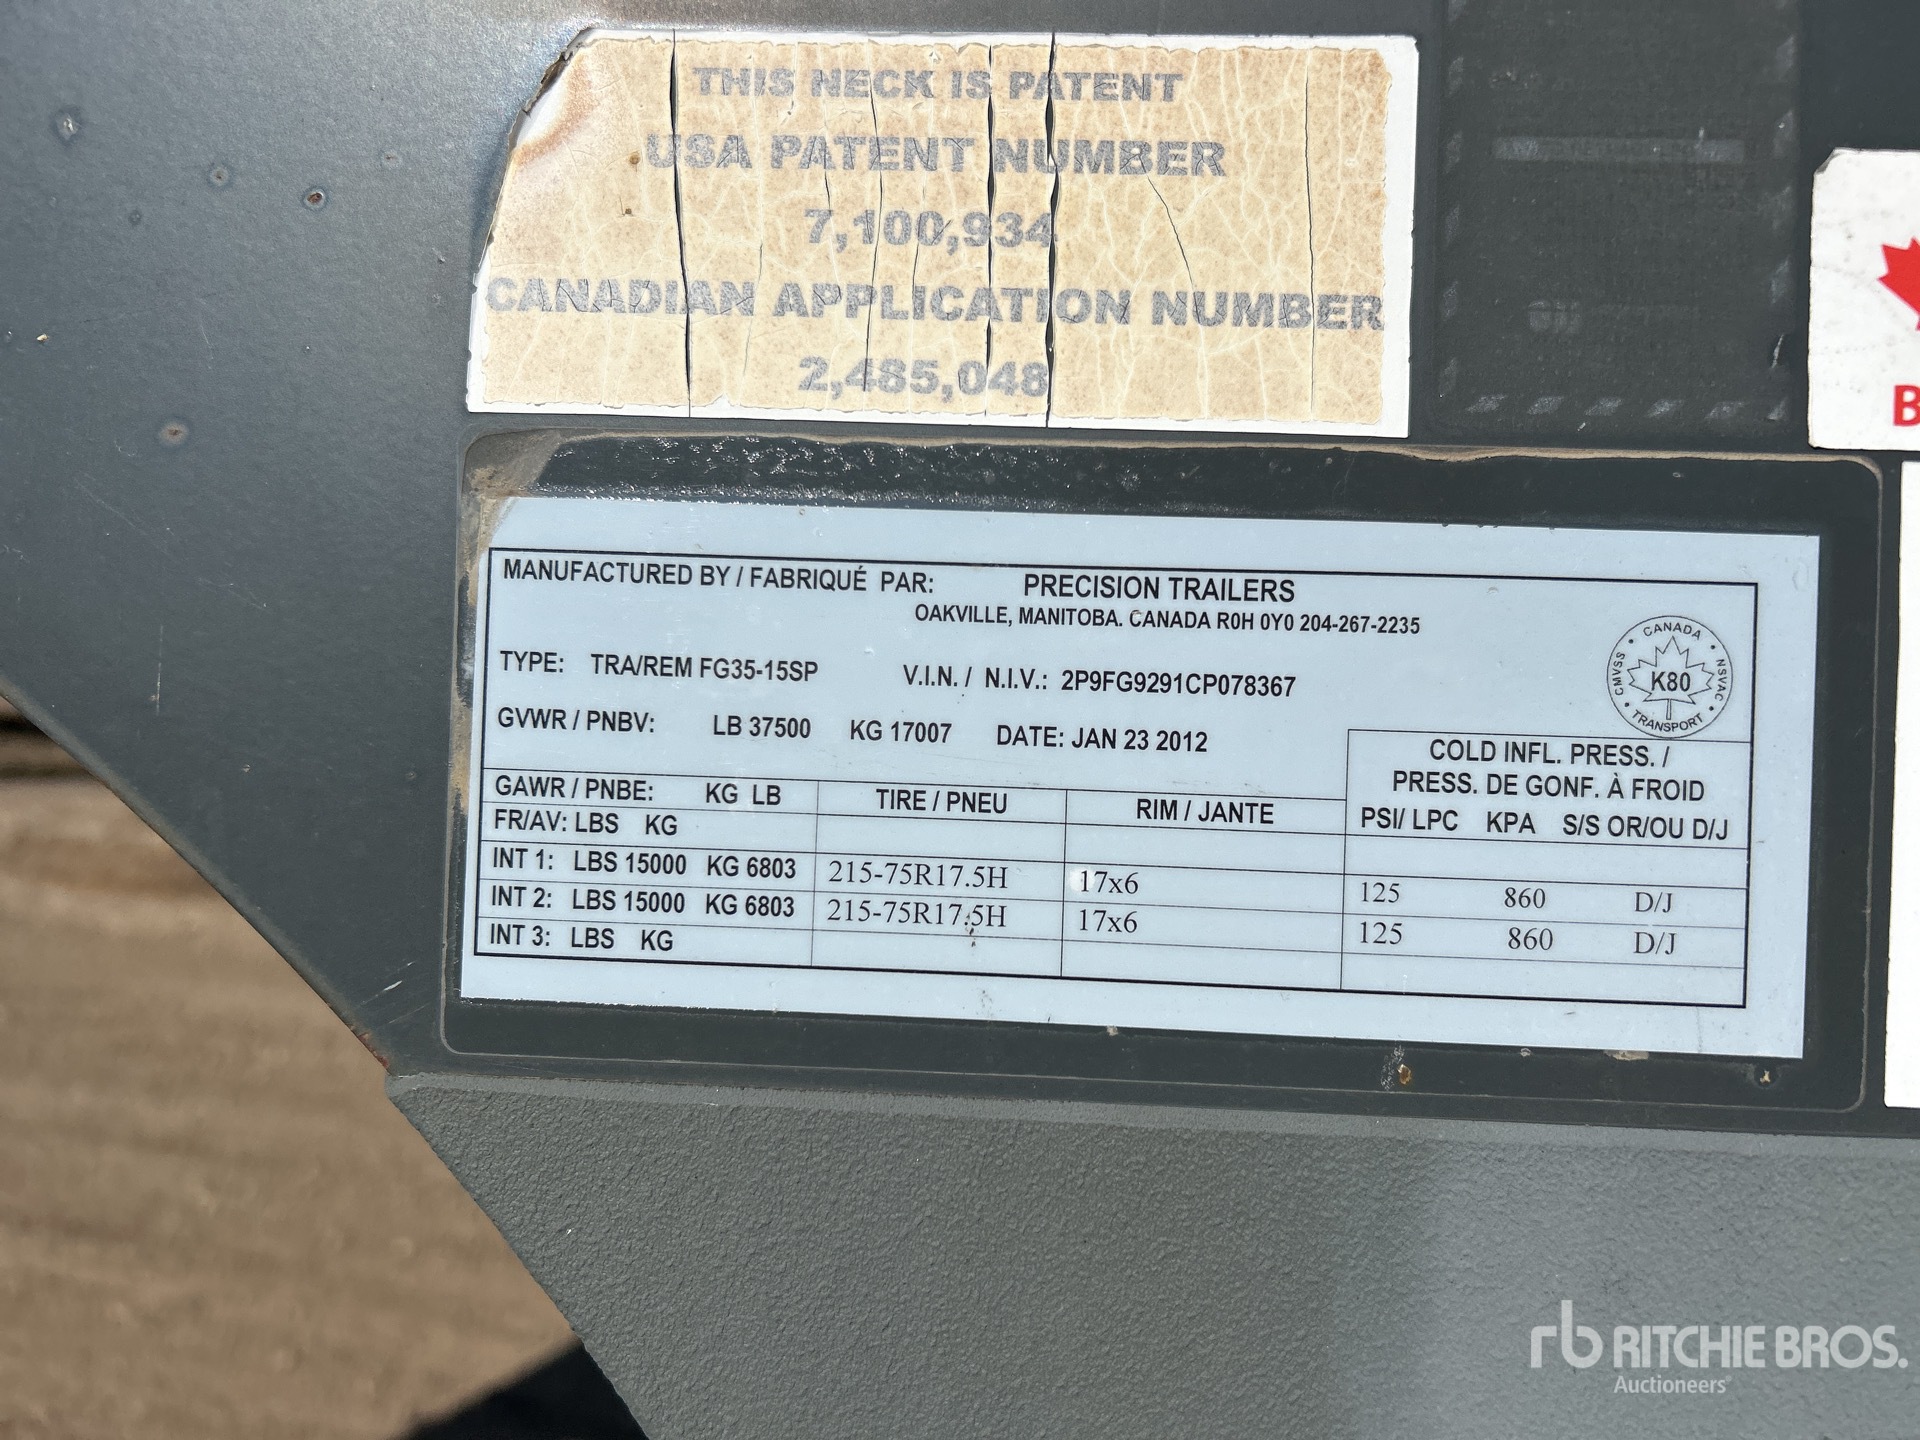 THIS NECK IS PATENT
USA PATENT NUMBER
7,100,934
CANADIAN APPLICATION NUMBER
2,485,048
B
MANUFACTURED BY / FABRIQUÉ PAR: PRECISION TRAILERS
OAKVILLE, MANITOBA. CANADA R0H 0Y0 204-267-2235
TYPE: TRA/REM FG35-15SP V.I.N. / N.I.V.: 2P9FG9291CP078367
CANADA
CMVSS
NSVAC
K80
TRANSPORT
GVWR / PNBV: LB 37500 KG 17007 DATE: JAN 23 2012
COLD INFL. PRESS. /
PRESS. DE GONF. À FROID
GAWR / PNBE: KG LB TIRE / PNEU RIM / JANTE PSI/ LPC KPA S/S OR/OU D/J
FR/AV: LBS KG
INT 1: LBS 15000 KG 6803 215-75R17.5H 17x6 125 860 D/J
INT 2: LBS 15000 KG 6803 215-75R17.5H 17x6 125 860 D/J
INT 3: LBS KG
rb RITCHIE BROS.
Auctioneers